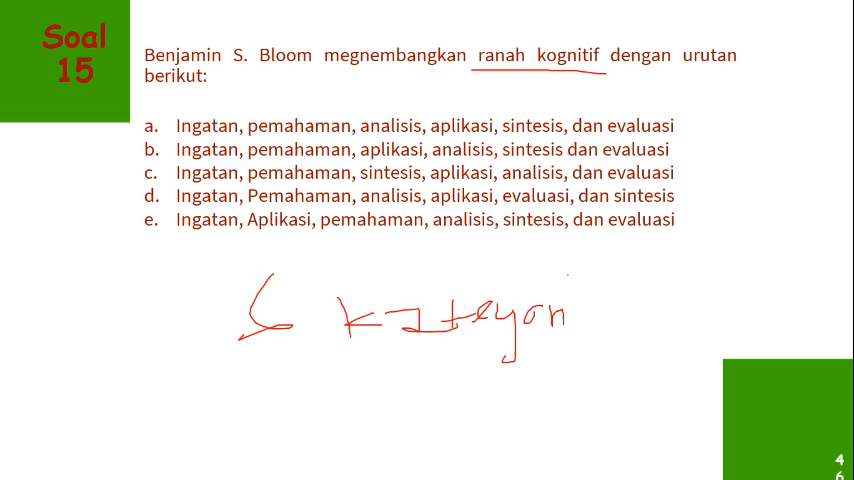 Soal
15
Benjamin S. Bloom megnembangkan ranah kognitif dengan urutan
berikut:
a. Ingatan, pemahaman, analisis, aplikasi, sintesis, dan evaluasi
b. Ingatan, pemahaman, aplikasi, analisis, sintesis dan evaluasi
c. Ingatan, pemahaman, sintesis, aplikasi, analisis, dan evaluasi
d. Ingatan, Pemahaman, analisis, aplikasi, evaluasi, dan sintesis
e. Ingatan, Aplikasi, pemahaman, analisis, sintesis, dan evaluasi
6
4
6